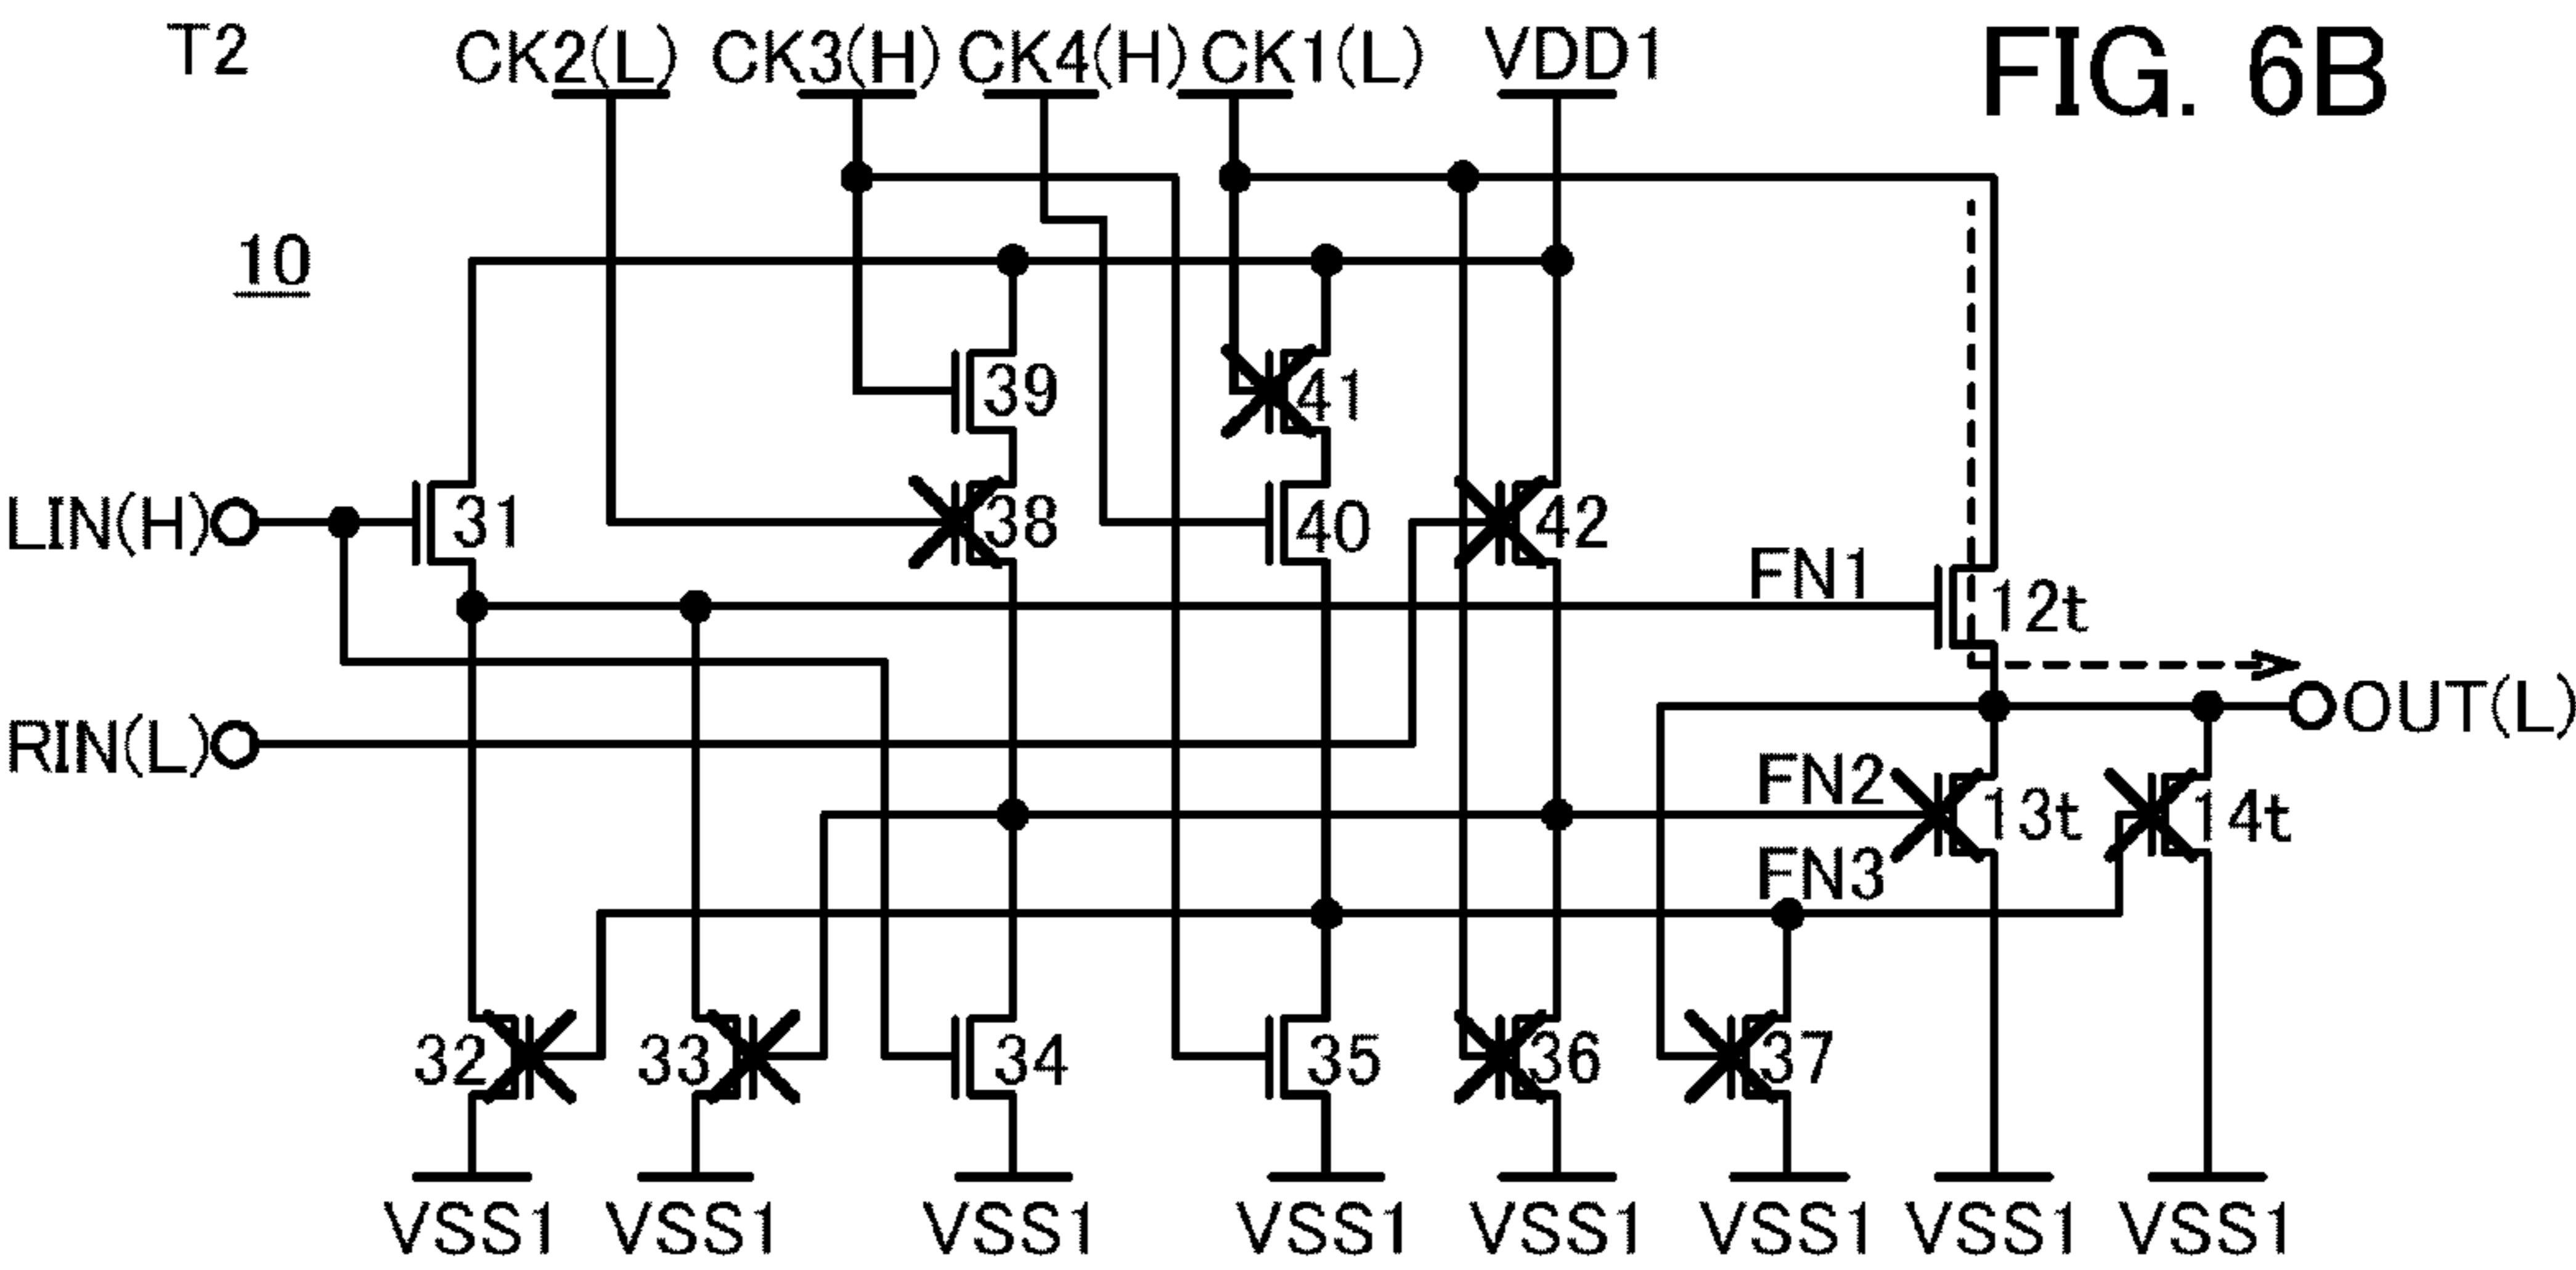 T2
CK2(L) CK3(H) CK4(H) CK1(L) VDD1
FIG. 6B
10
39
41
LIN(H)
31
38
40
42
FN1
12t
OUT(L)
RIN(L)
FN2
13t
14t
FN3
32
33
34
35
36
37
VSS1 VSS1 VSS1 VSS1 VSS1 VSS1 VSS1 VSS1